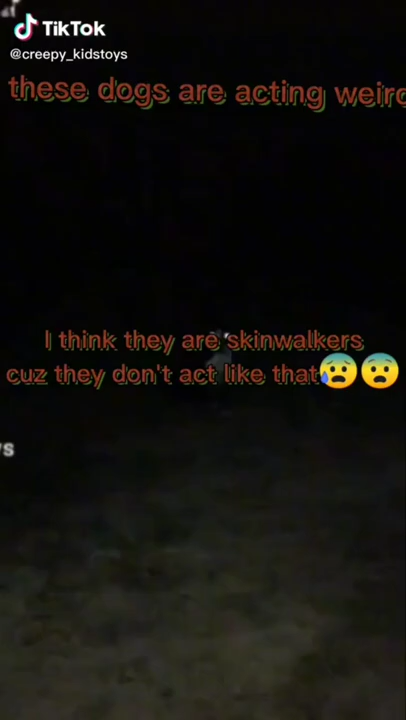 TikTok
@creepy_kidstoys
these dogs are acting weird
I think they are skinwalkers
cuz they don't act like that😰😨